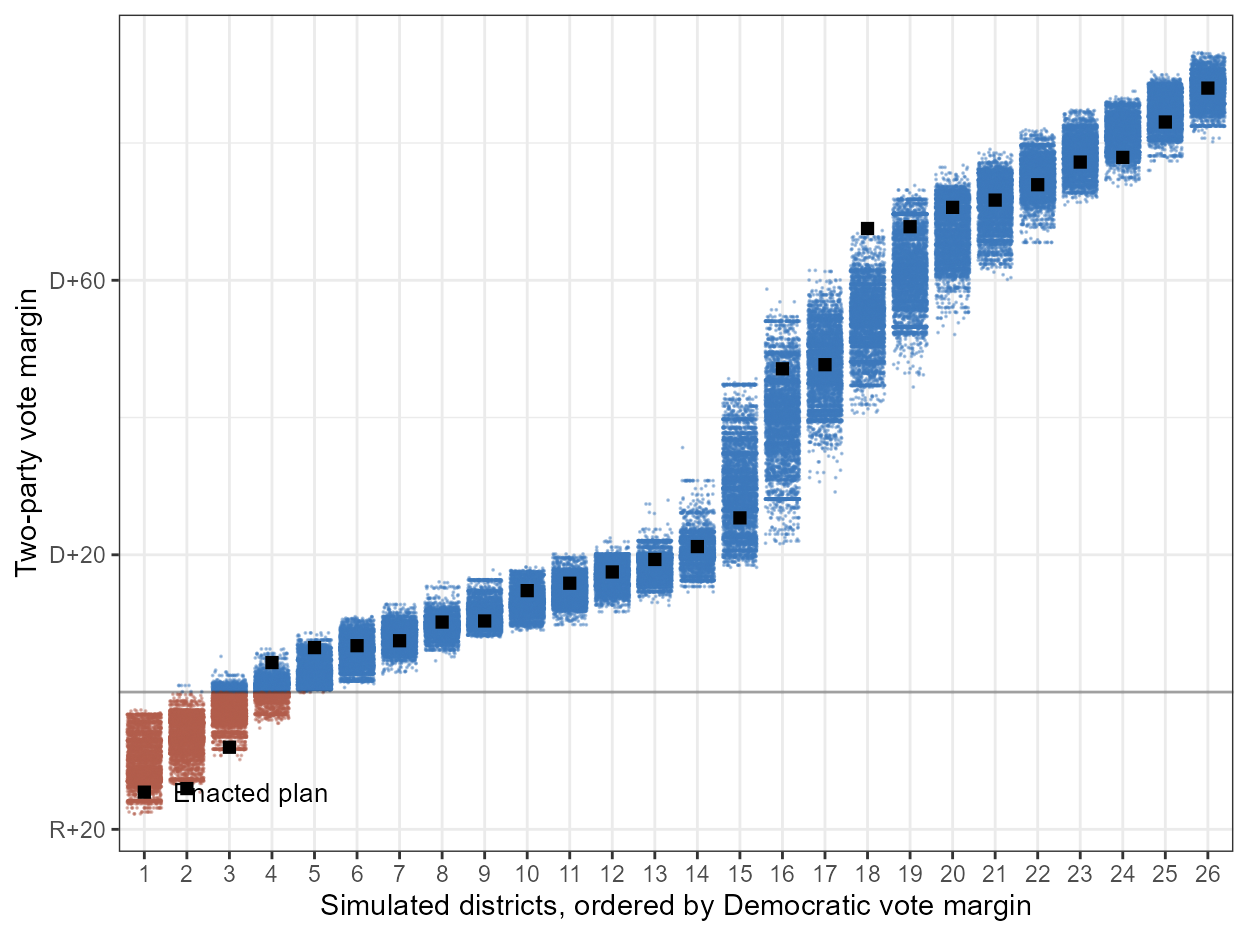 Two-party vote margin
D+60
D+20
R+20
Enacted plan
1 2 3 4 5 6 7 8 9 10 11 12 13 14 15 16 17 18 19 20 21 22 23 24 25 26
Simulated districts, ordered by Democratic vote margin